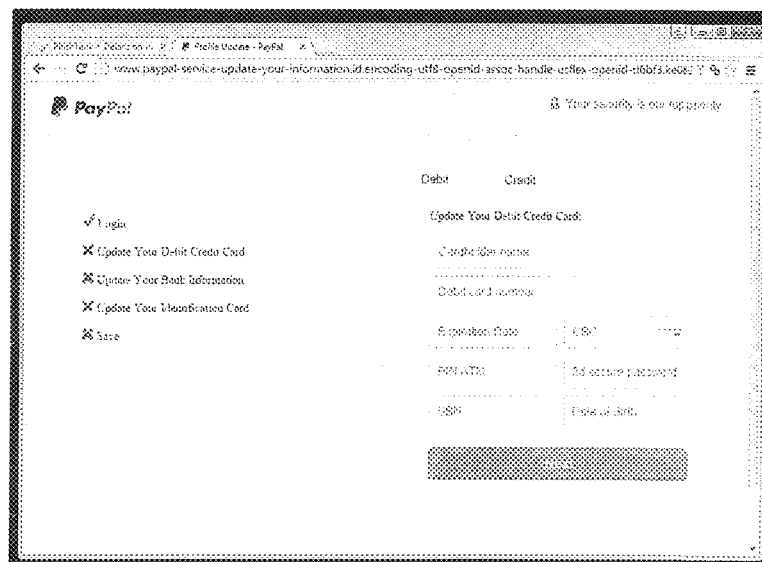 Profile Update - PayPal
www.paypal-service-update-your-information.id.encoding-utf8-openid-assoc-handle-usflex-openid-
PayPal
Your security is our top priority
Debit Credit
Login
Update Your Debit Credit Card
Update Your Bank Information
Update Your Identification Card
Save
Update Your Debit Credit Card:
Cardholder name
Debit card number
Expiration Date CSC
PIN ATM 3d secure password
SSN Date of Birth